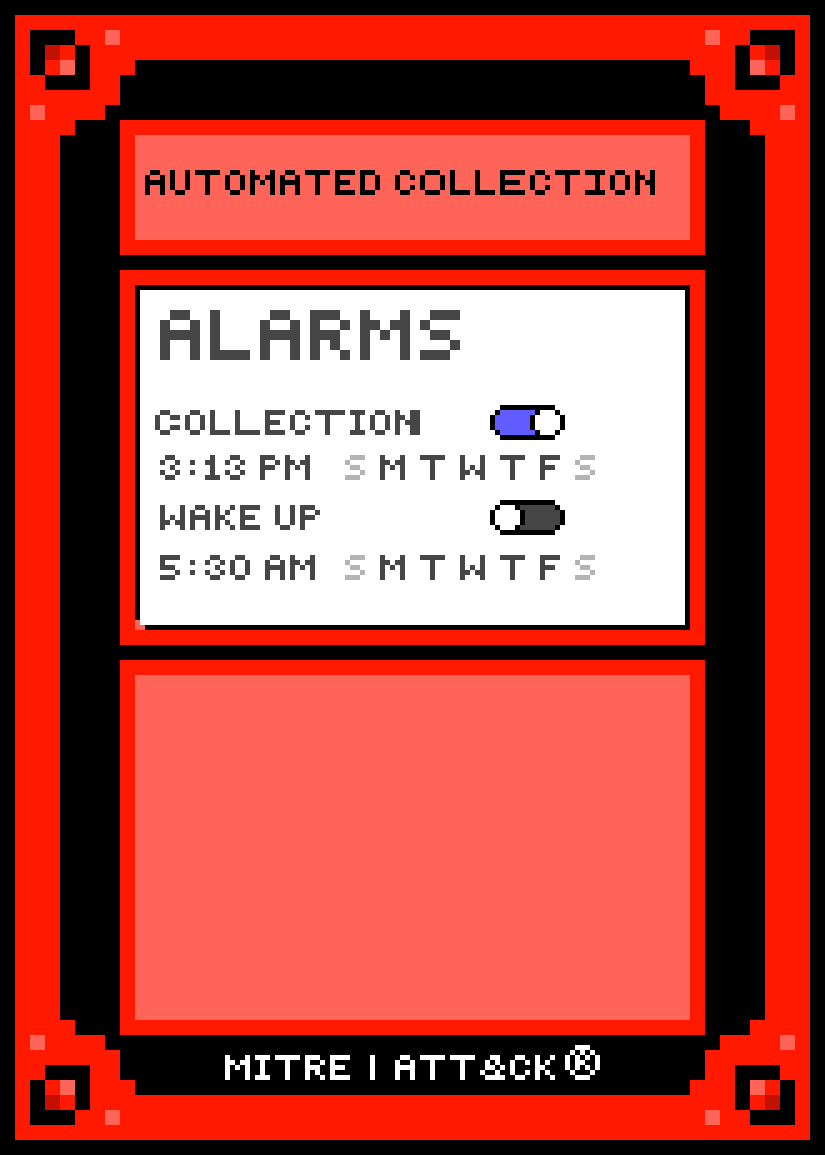 AUTOMATED COLLECTION
ALARMS
COLLECTION
3:13 PM S M T W T F S
WAKE UP
5:30 AM S M T W T F S
MITRE | ATT&CK®